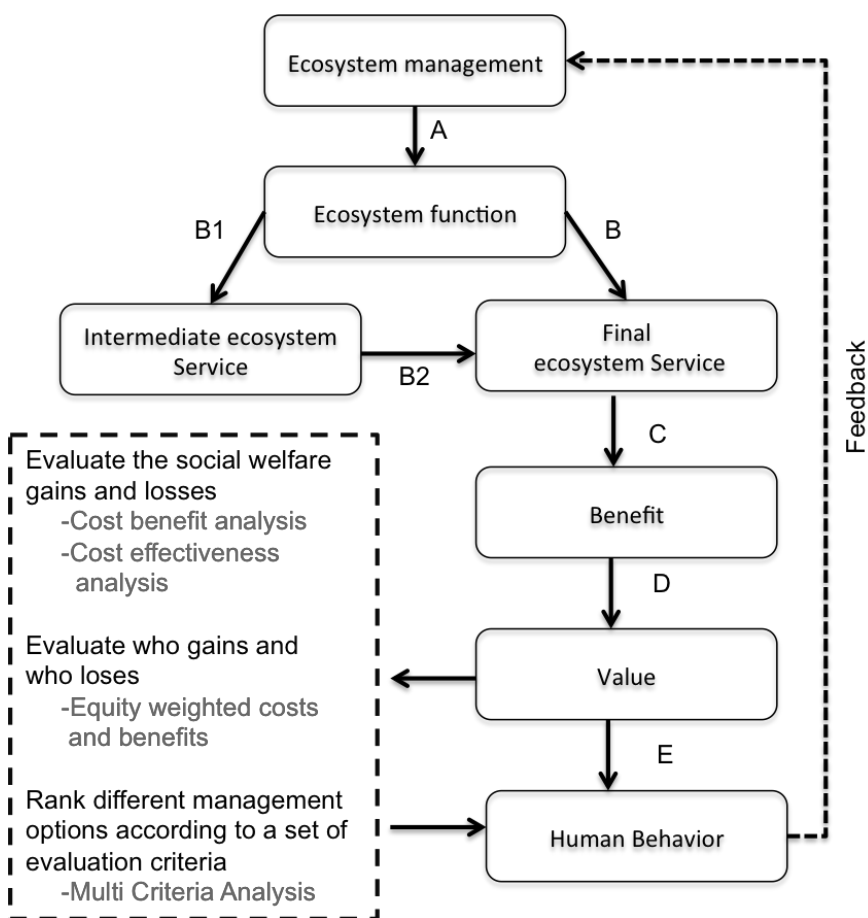 Ecosystem management
A
Ecosystem function
B1
B
Intermediate ecosystem
Service
B2
Final
ecosystem Service
C
Benefit
D
Value
E
Human Behavior
Feedback
Evaluate the social welfare
gains and losses
-Cost benefit analysis
-Cost effectiveness
analysis
Evaluate who gains and
who loses
-Equity weighted costs
and benefits
Rank different management
options according to a set of
evaluation criteria
-Multi Criteria Analysis